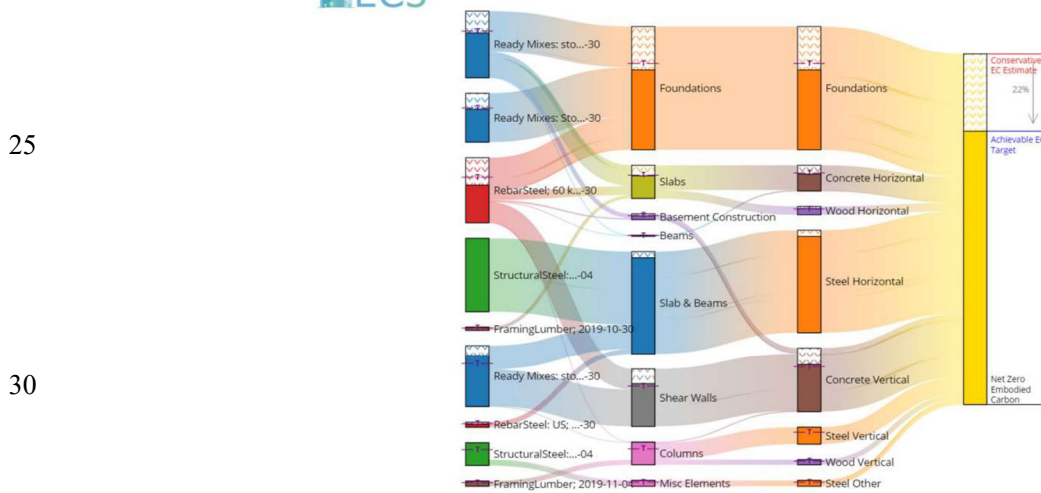 EC3
Ready Mixes: sto...-30
Foundations
Foundations
Conservative
EC Estimate
22%
Ready Mixes: Sto...-30
25
Achievable
Target
RebarSteel; 60 k...-30
Slabs
Concrete Horizontal
Basement Construction
Wood Horizontal
Beams
StructuralSteel:...-04
Slab & Beams
Steel Horizontal
FramingLumber; 2019-10-30
30
Ready Mixes: sto...-30
Shear Walls
Concrete Vertical
Net Zero
Embodied
Carbon
RebarSteel: US; ...-30
Steel Vertical
StructuralSteel:...-04
Columns
Wood Vertical
FramingLumber; 2019-11-0
Misc Elements
Steel Other